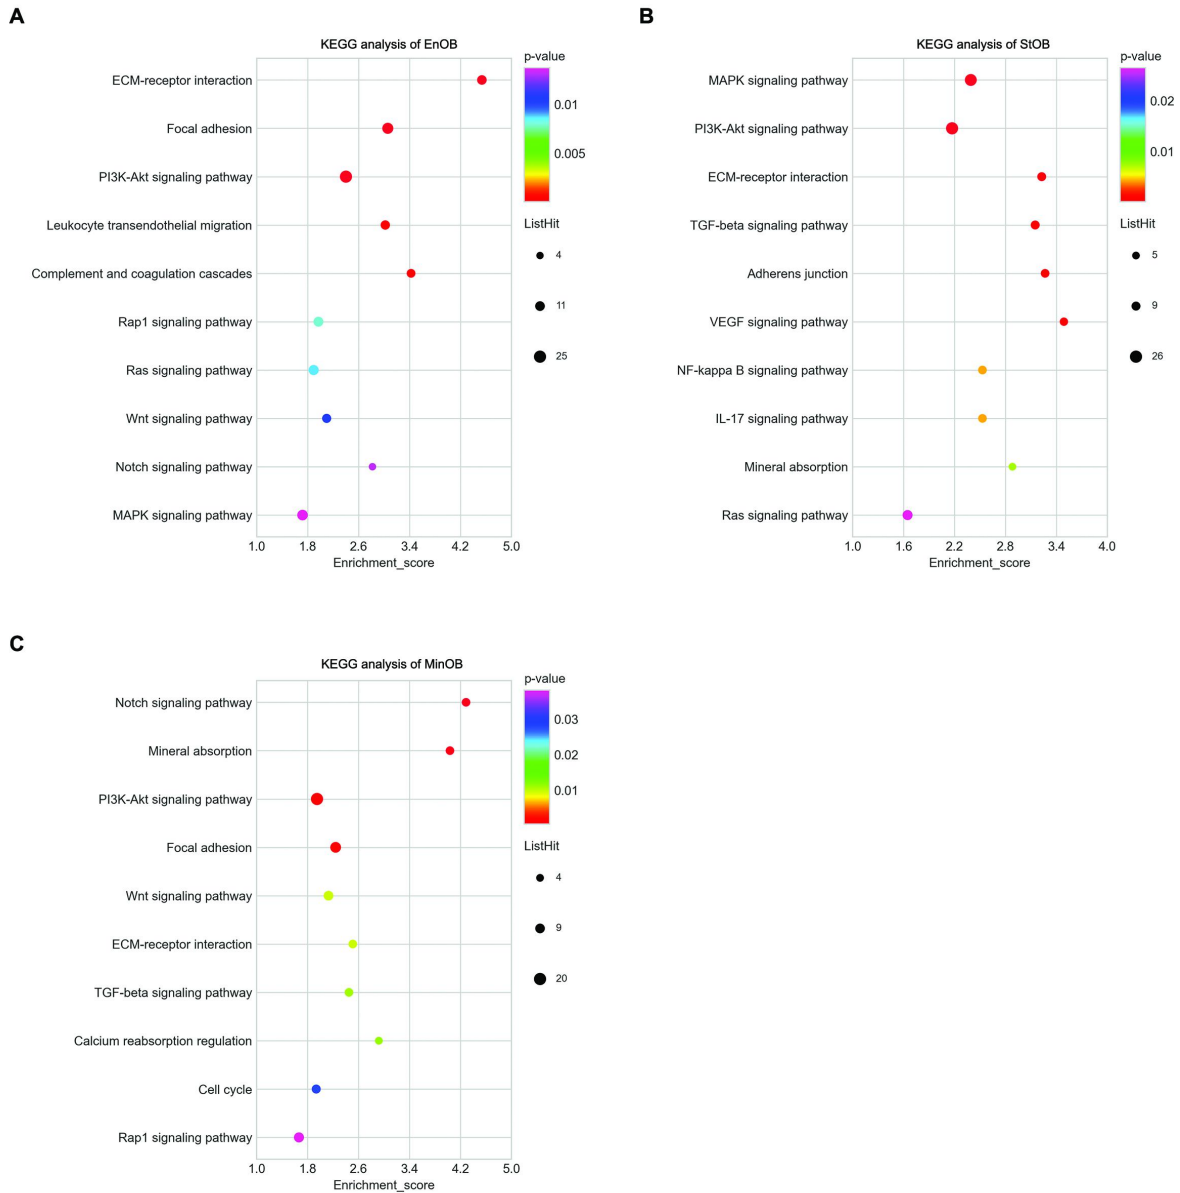 A
KEGG analysis of EnOB
ECM-receptor interaction
Focal adhesion
PI3K-Akt signaling pathway
Leukocyte transendothelial migration
Complement and coagulation cascades
Rap1 signaling pathway
Ras signaling pathway
Wnt signaling pathway
Notch signaling pathway
MAPK signaling pathway
1.0 1.8 2.6 3.4 4.2 5.0
Enrichment_score
p-value
0.01
0.005
ListHit
4
11
25
B
KEGG analysis of StOB
MAPK signaling pathway
PI3K-Akt signaling pathway
ECM-receptor interaction
TGF-beta signaling pathway
Adherens junction
VEGF signaling pathway
NF-kappa B signaling pathway
IL-17 signaling pathway
Mineral absorption
Ras signaling pathway
1.0 1.6 2.2 2.8 3.4 4.0
Enrichment_score
p-value
0.02
0.01
ListHit
5
9
26
C
KEGG analysis of MinOB
Notch signaling pathway
Mineral absorption
PI3K-Akt signaling pathway
Focal adhesion
Wnt signaling pathway
ECM-receptor interaction
TGF-beta signaling pathway
Calcium reabsorption regulation
Cell cycle
Rap1 signaling pathway
1.0 1.8 2.6 3.4 4.2 5.0
Enrichment_score
p-value
0.03
0.02
0.01
ListHit
4
9
20